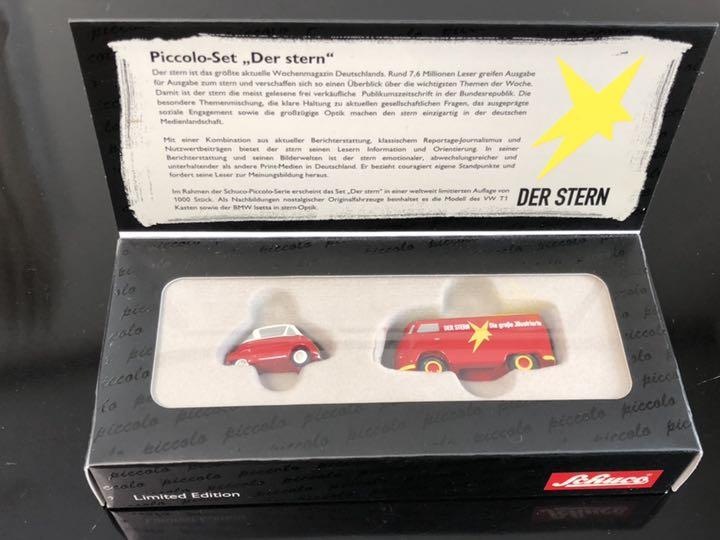 Piccolo-Set „Der stern“
Der stern ist das größte aktuelle Wochenmagazin Deutschlands. Rund 7,6 Millionen Leser greifen Ausgabe
für Ausgabe zum stern und verschaffen sich so einen Überblick über die wichtigsten Themen der Woche.
Damit ist der stern die meist gelesene frei verkäufliche Publikumszeitschrift in der Bundesrepublik. Die
besondere Themenmischung, die klare Haltung zu aktuellen gesellschaftlichen Fragen, das ausgeprägte
soziale Engagement sowie die großzügige Optik machen den stern einzigartig in der deutschen
Medienlandschaft.
Mit einer Kombination aus aktueller Berichterstattung, klassischem Reportage-Journalismus und
Nutzwertbeiträgen bietet der stern seinen Lesern Information und Orientierung. In seiner
Berichterstattung und seinen Bilderwelten ist der stern emotionaler, abwechslungsreicher und
unterhaltender als andere Print-Medien in Deutschland. Er bezieht couragiert eigene Standpunkte und
fordert seine Leser zur Meinungsbildung heraus.
Im Rahmen der Schuco-Piccolo-Serie erscheint das Set „Der stern“ in einer weltweit limitierten Auflage von
1000 Stück. Als Nachbildungen nostalgischer Originalfahrzeuge beinhaltet es die Modell des VW T1
Kasten sowie der BMW Isetta in stern-Optik.
DER STERN
DER STERN Die große Illustrierte
piccolo piccolo piccolo piccolo piccolo
Schuco
Limited Edition